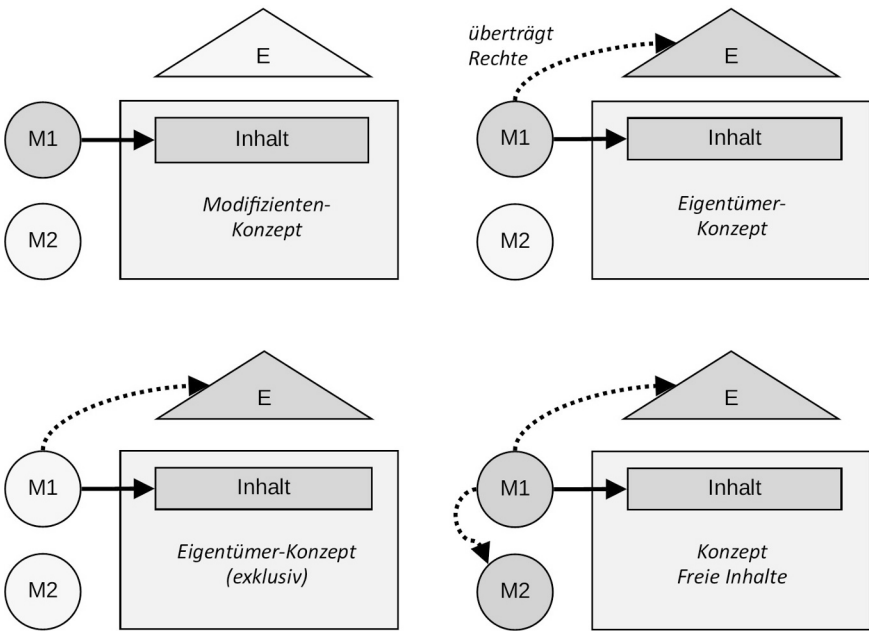 E
M1
Inhalt
M2
Modifizienten-
Konzept
überträgt
Rechte
E
M1
Inhalt
M2
Eigentümer-
Konzept
E
M1
Inhalt
M2
Eigentümer-Konzept
(exklusiv)
E
M1
Inhalt
M2
Konzept
Freie Inhalte